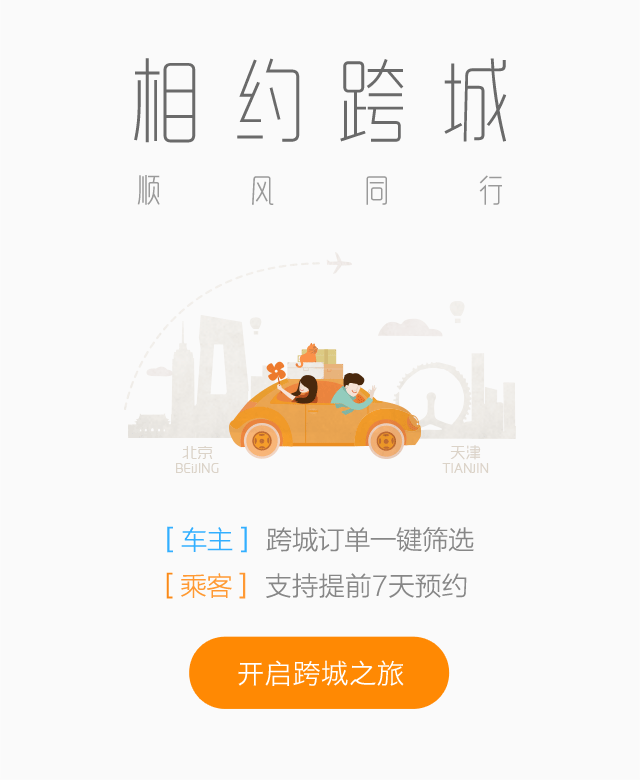 相约跨城
顺风同行
北京 天津
BEIJING TIANJIN
[ 车主 ] 跨城订单一键筛选
[ 乘客 ] 支持提前7天预约
开启跨城之旅